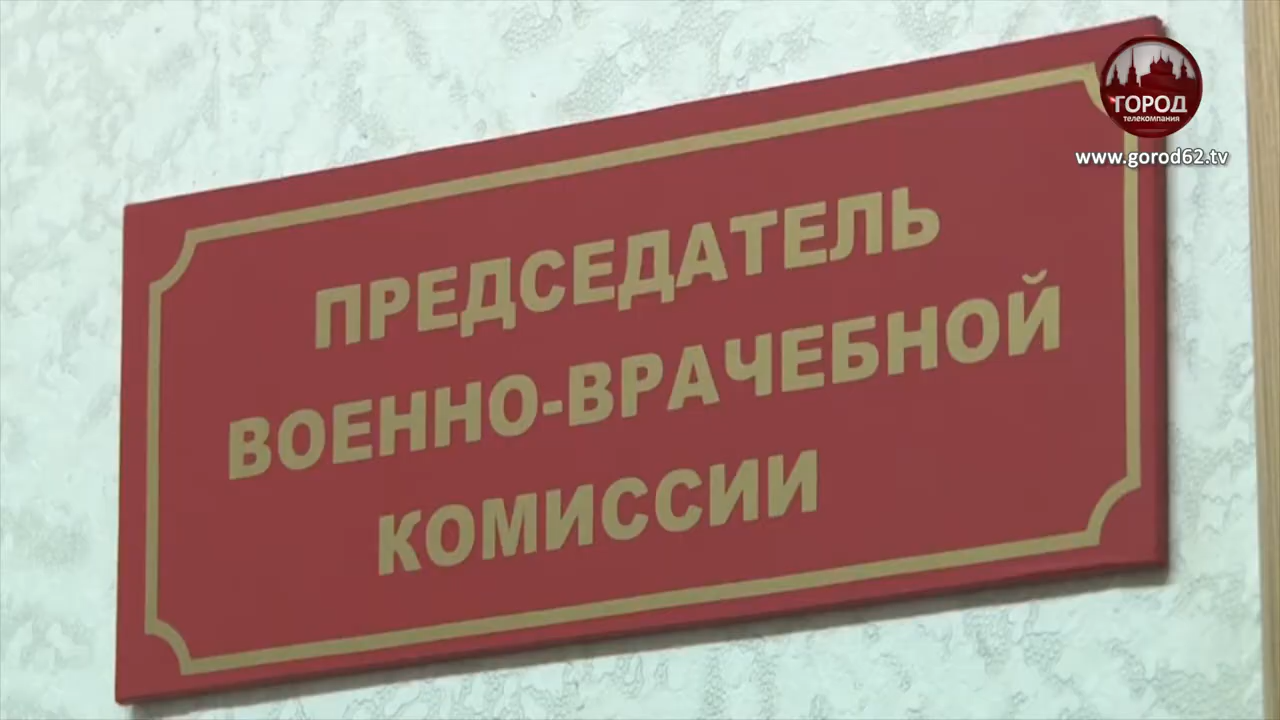 ГОРОД
телекомпания
www.gorod62.tv
ПРЕДСЕДАТЕЛЬ
ВОЕННО-ВРАЧЕБНОЙ
КОМИССИИ